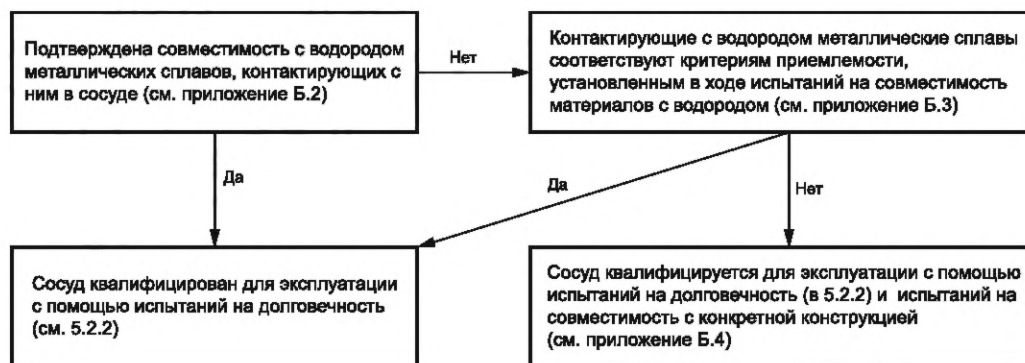 Подтверждена совместимость с водородом
металлических сплавов, контактирующих с
ним в сосуде (см. приложение Б.2)
Нет
Контактирующие с водородом металлические сплавы
соответствуют критериям приемлемости,
установленным в ходе испытаний на совместимость
материалов с водородом (см. приложение Б.3)
Да
Да
Нет
Сосуд квалифицирован для эксплуатации
с помощью испытаний на долговечность
(см. 5.2.2)
Сосуд квалифицируется для эксплуатации с помощью
испытаний на долговечность (в 5.2.2) и испытаний на
совместимость с конкретной конструкцией
(см. приложение Б.4)